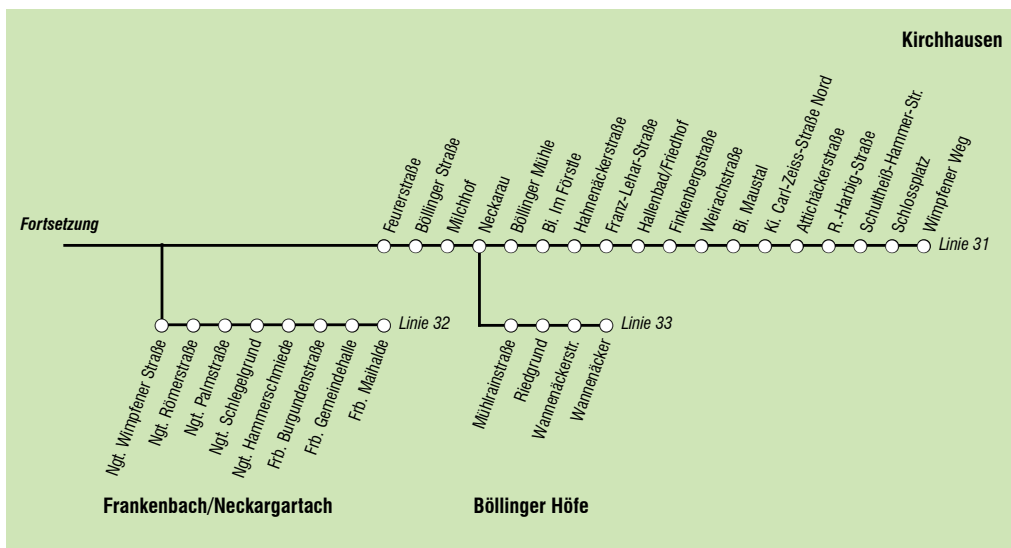 Kirchhausen
Feurerstraße
Böllinger Straße
Milchhof
Neckarau
Böllinger Mühle
Bi. Im Förstle
Hahnenäckerstraße
Franz-Lehar-Straße
Hallenbad/Friedhof
Finkenbergstraße
Weirachstraße
Bi. Maustal
Ki. Carl-Zeiss-Straße Nord
Attichäckerstraße
R.-Harbig-Straße
Schultheiß-Hammer-Str.
Schlossplatz
Wimpfener Weg
Fortsetzung
Linie 31
Linie 32
Linie 33
Ngt. Wimpfener Straße
Ngt. Römerstraße
Ngt. Palmstraße
Ngt. Schlegelgrund
Ngt. Hammerschmiede
Frb. Burgundenstraße
Frb. Gemeindehalle
Frb. Maihalde
Mühlrainstraße
Riedgrund
Wannenäckerstr.
Wannenäcker
Frankenbach/Neckargartach
Böllinger Höfe